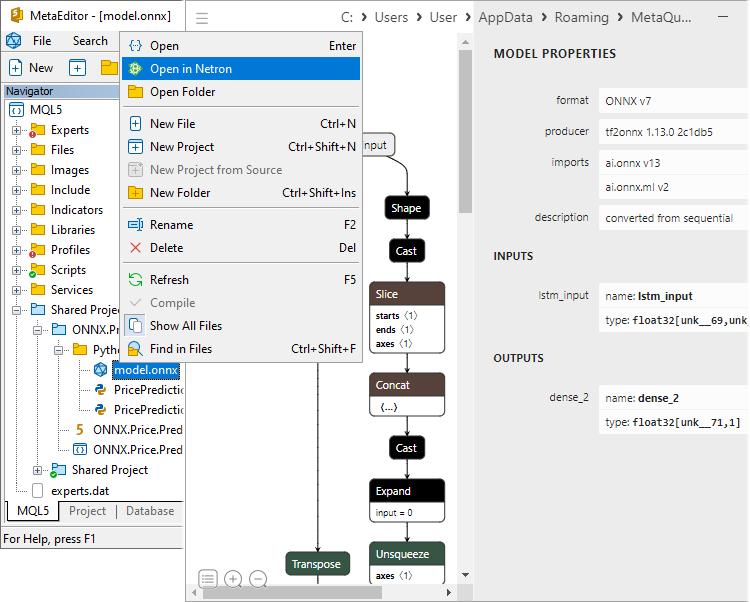 MetaEditor - [model.onnx]
File
Search
New
Navigator
MQL5
Experts
Files
Images
Include
Indicators
Libraries
Profiles
Scripts
Services
Shared Proje
ONNX.Pr
Pytho
model.onnx
PricePredictic
PricePredictic
5 ONNX.Price.Pred
ONNX.Price.Pred
Shared Project
experts.dat
MQL5
Project
Database
For Help, press F1
Open Enter
Open in Netron
Open Folder
New File Ctrl+N
New Project Ctrl+Shift+N
New Project from Source
New Folder Ctrl+Shift+Ins
Rename F2
Delete Del
Refresh F5
Compile
Show All Files
Find in Files Ctrl+Shift+F
C: > Users > User > AppData > Roaming > MetaQu...
nput
Shape
Cast
Slice
starts ⟨1⟩
ends ⟨1⟩
axes ⟨1⟩
Concat
⟨...⟩
Cast
Expand
input = 0
Unsqueeze
axes ⟨1⟩
Transpose
MODEL PROPERTIES
format ONNX v7
producer tf2onnx 1.13.0 2c1db5
imports ai.onnx v13
ai.onnx.ml v2
description converted from sequential
INPUTS
lstm_input name: lstm_input
type: float32[unk__69,unk_
OUTPUTS
dense_2 name: dense_2
type: float32[unk__71,1]